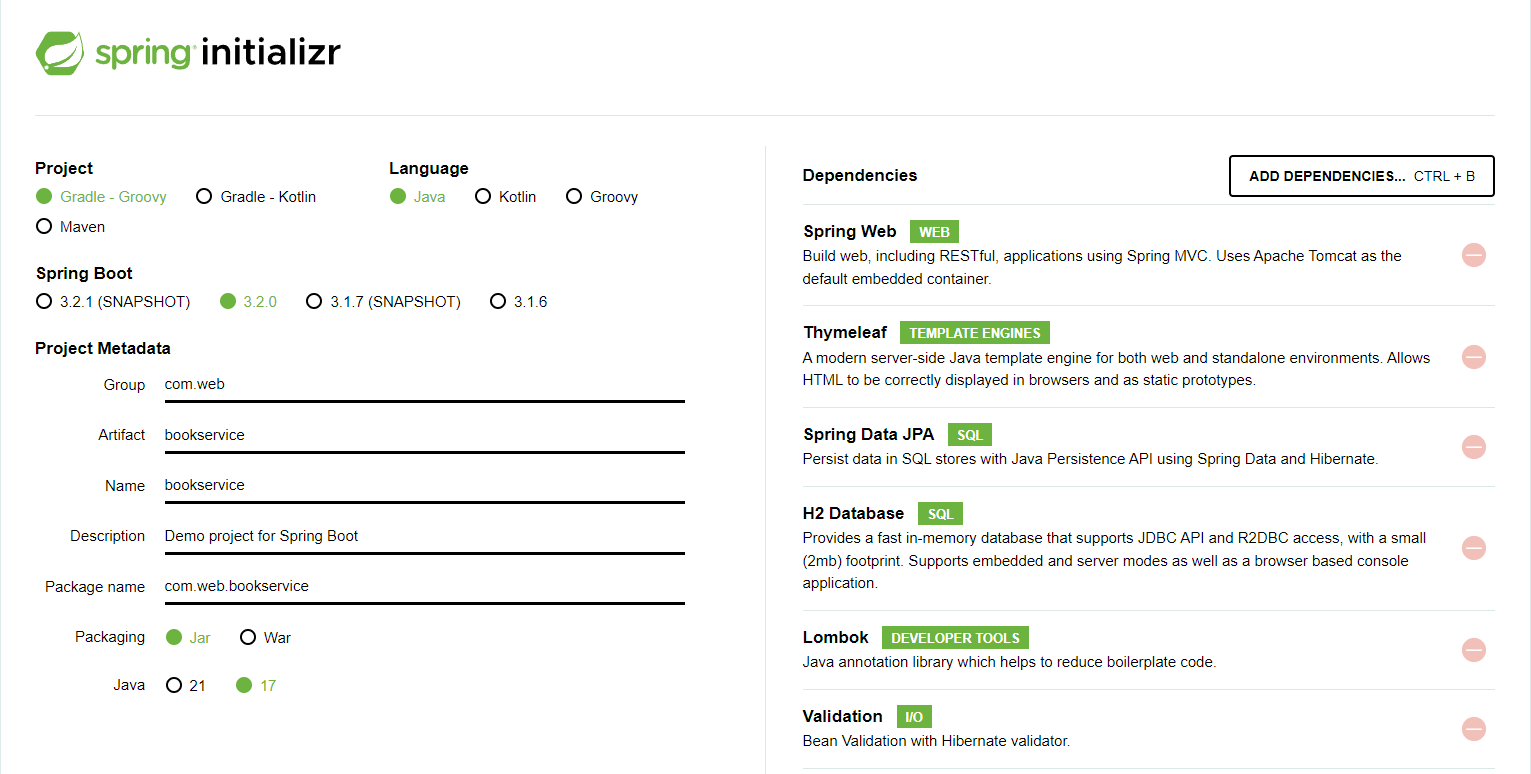 spring initializr
Project
Gradle - Groovy Gradle - Kotlin
Maven
Language
Java Kotlin Groovy
Spring Boot
3.2.1 (SNAPSHOT) 3.2.0 3.1.7 (SNAPSHOT) 3.1.6
Project Metadata
Group com.web
Artifact bookservice
Name bookservice
Description Demo project for Spring Boot
Package name com.web.bookservice
Packaging Jar War
Java 21 17
Dependencies ADD DEPENDENCIES... CTRL + B
Spring Web WEB
Build web, including RESTful, applications using Spring MVC. Uses Apache Tomcat as the
default embedded container.
Thymeleaf TEMPLATE ENGINES
A modern server-side Java template engine for both web and standalone environments. Allows
HTML to be correctly displayed in browsers and as static prototypes.
Spring Data JPA SQL
Persist data in SQL stores with Java Persistence API using Spring Data and Hibernate.
H2 Database SQL
Provides a fast in-memory database that supports JDBC API and R2DBC access, with a small
(2mb) footprint. Supports embedded and server modes as well as a browser based console
application.
Lombok DEVELOPER TOOLS
Java annotation library which helps to reduce boilerplate code.
Validation I/O
Bean Validation with Hibernate validator.